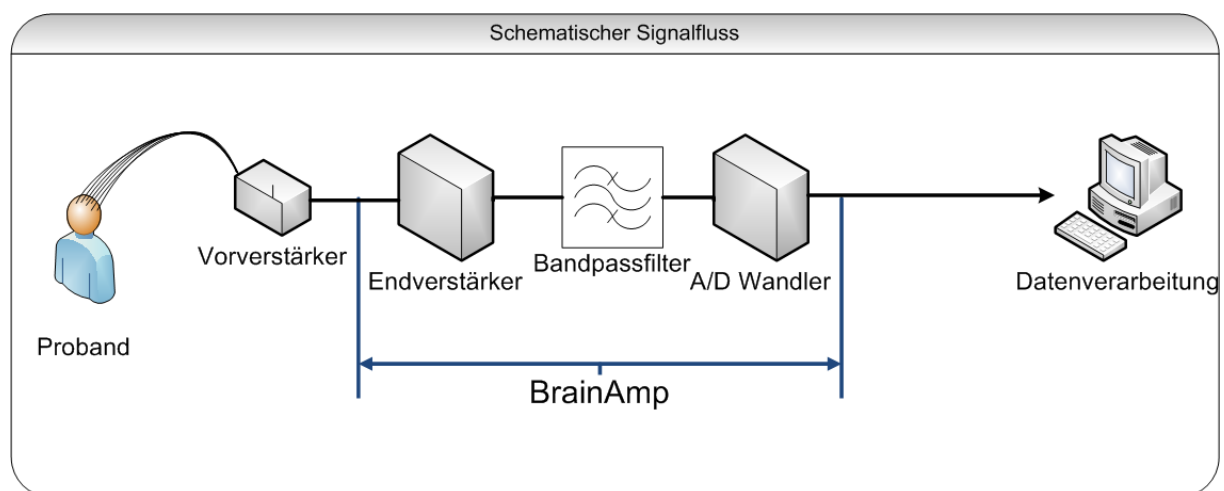 Schematischer Signalfluss
Proband
Vorverstärker
Endverstärker
Bandpassfilter
A/D Wandler
Datenverarbeitung
BrainAmp